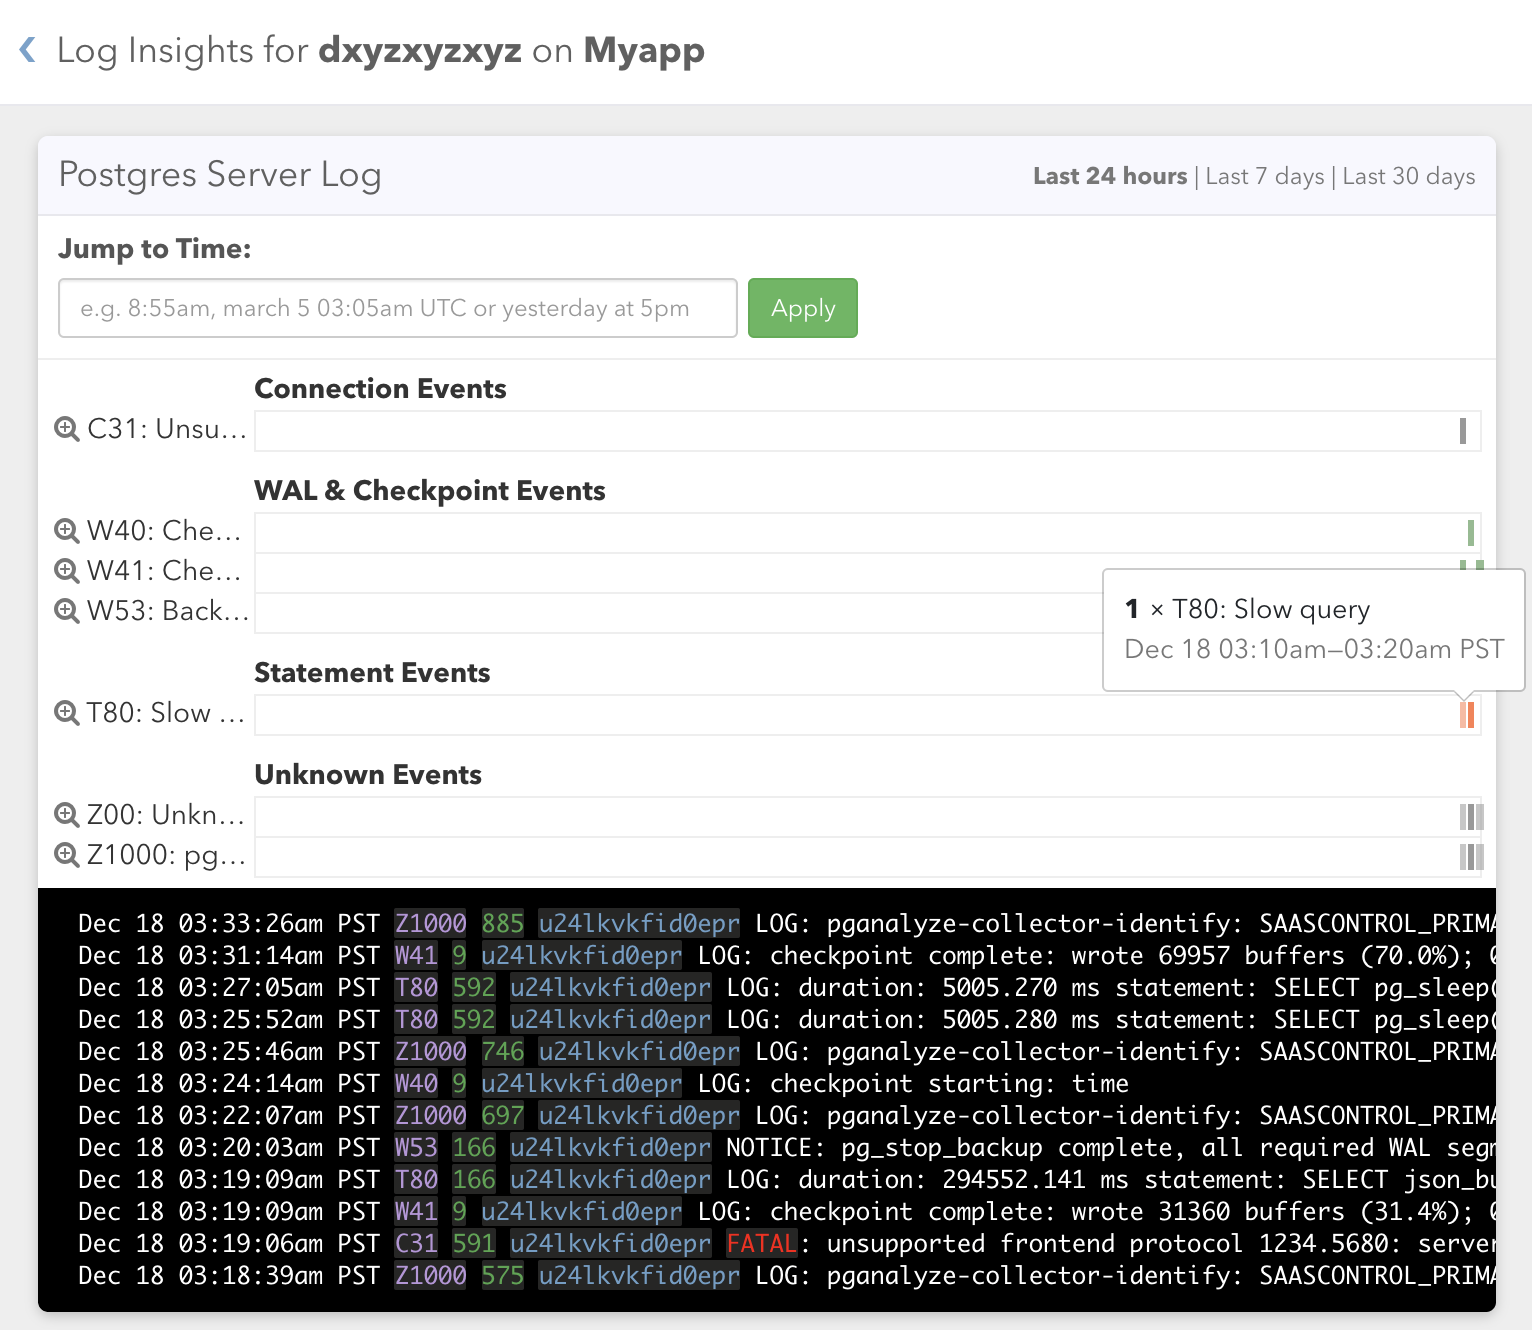 Log Insights for dxyzxyzxyz on Myapp
Postgres Server Log
Last 24 hours | Last 7 days | Last 30 days
Jump to Time:
e.g. 8:55am, march 5 03:05am UTC or yesterday at 5pm
Apply
Connection Events
C31: Unsu...
WAL & Checkpoint Events
W40: Che...
W41: Che...
W53: Back...
1 × T80: Slow query
Dec 18 03:10am—03:20am PST
Statement Events
T80: Slow ...
Unknown Events
Z00: Unkn...
Z1000: pg...
Dec 18 03:33:26am PST Z1000 885 u24lkvkfid0epr LOG: pganalyze-collector-identify: SAASCONTROL_PRIMA
Dec 18 03:31:14am PST W41 9 u24lkvkfid0epr LOG: checkpoint complete: wrote 69957 buffers (70.0%); 0
Dec 18 03:27:05am PST T80 592 u24lkvkfid0epr LOG: duration: 5005.270 ms statement: SELECT pg_sleep(
Dec 18 03:25:52am PST T80 592 u24lkvkfid0epr LOG: duration: 5005.280 ms statement: SELECT pg_sleep(
Dec 18 03:25:46am PST Z1000 746 u24lkvkfid0epr LOG: pganalyze-collector-identify: SAASCONTROL_PRIMA
Dec 18 03:24:14am PST W40 9 u24lkvkfid0epr LOG: checkpoint starting: time
Dec 18 03:22:07am PST Z1000 697 u24lkvkfid0epr LOG: pganalyze-collector-identify: SAASCONTROL_PRIMA
Dec 18 03:20:03am PST W53 166 u24lkvkfid0epr NOTICE: pg_stop_backup complete, all required WAL segm
Dec 18 03:19:09am PST T80 166 u24lkvkfid0epr LOG: duration: 294552.141 ms statement: SELECT json_bu
Dec 18 03:19:09am PST W41 9 u24lkvkfid0epr LOG: checkpoint complete: wrote 31360 buffers (31.4%); 0
Dec 18 03:19:06am PST C31 591 u24lkvkfid0epr FATAL: unsupported frontend protocol 1234.5680: server
Dec 18 03:18:39am PST Z1000 575 u24lkvkfid0epr LOG: pganalyze-collector-identify: SAASCONTROL_PRIMA